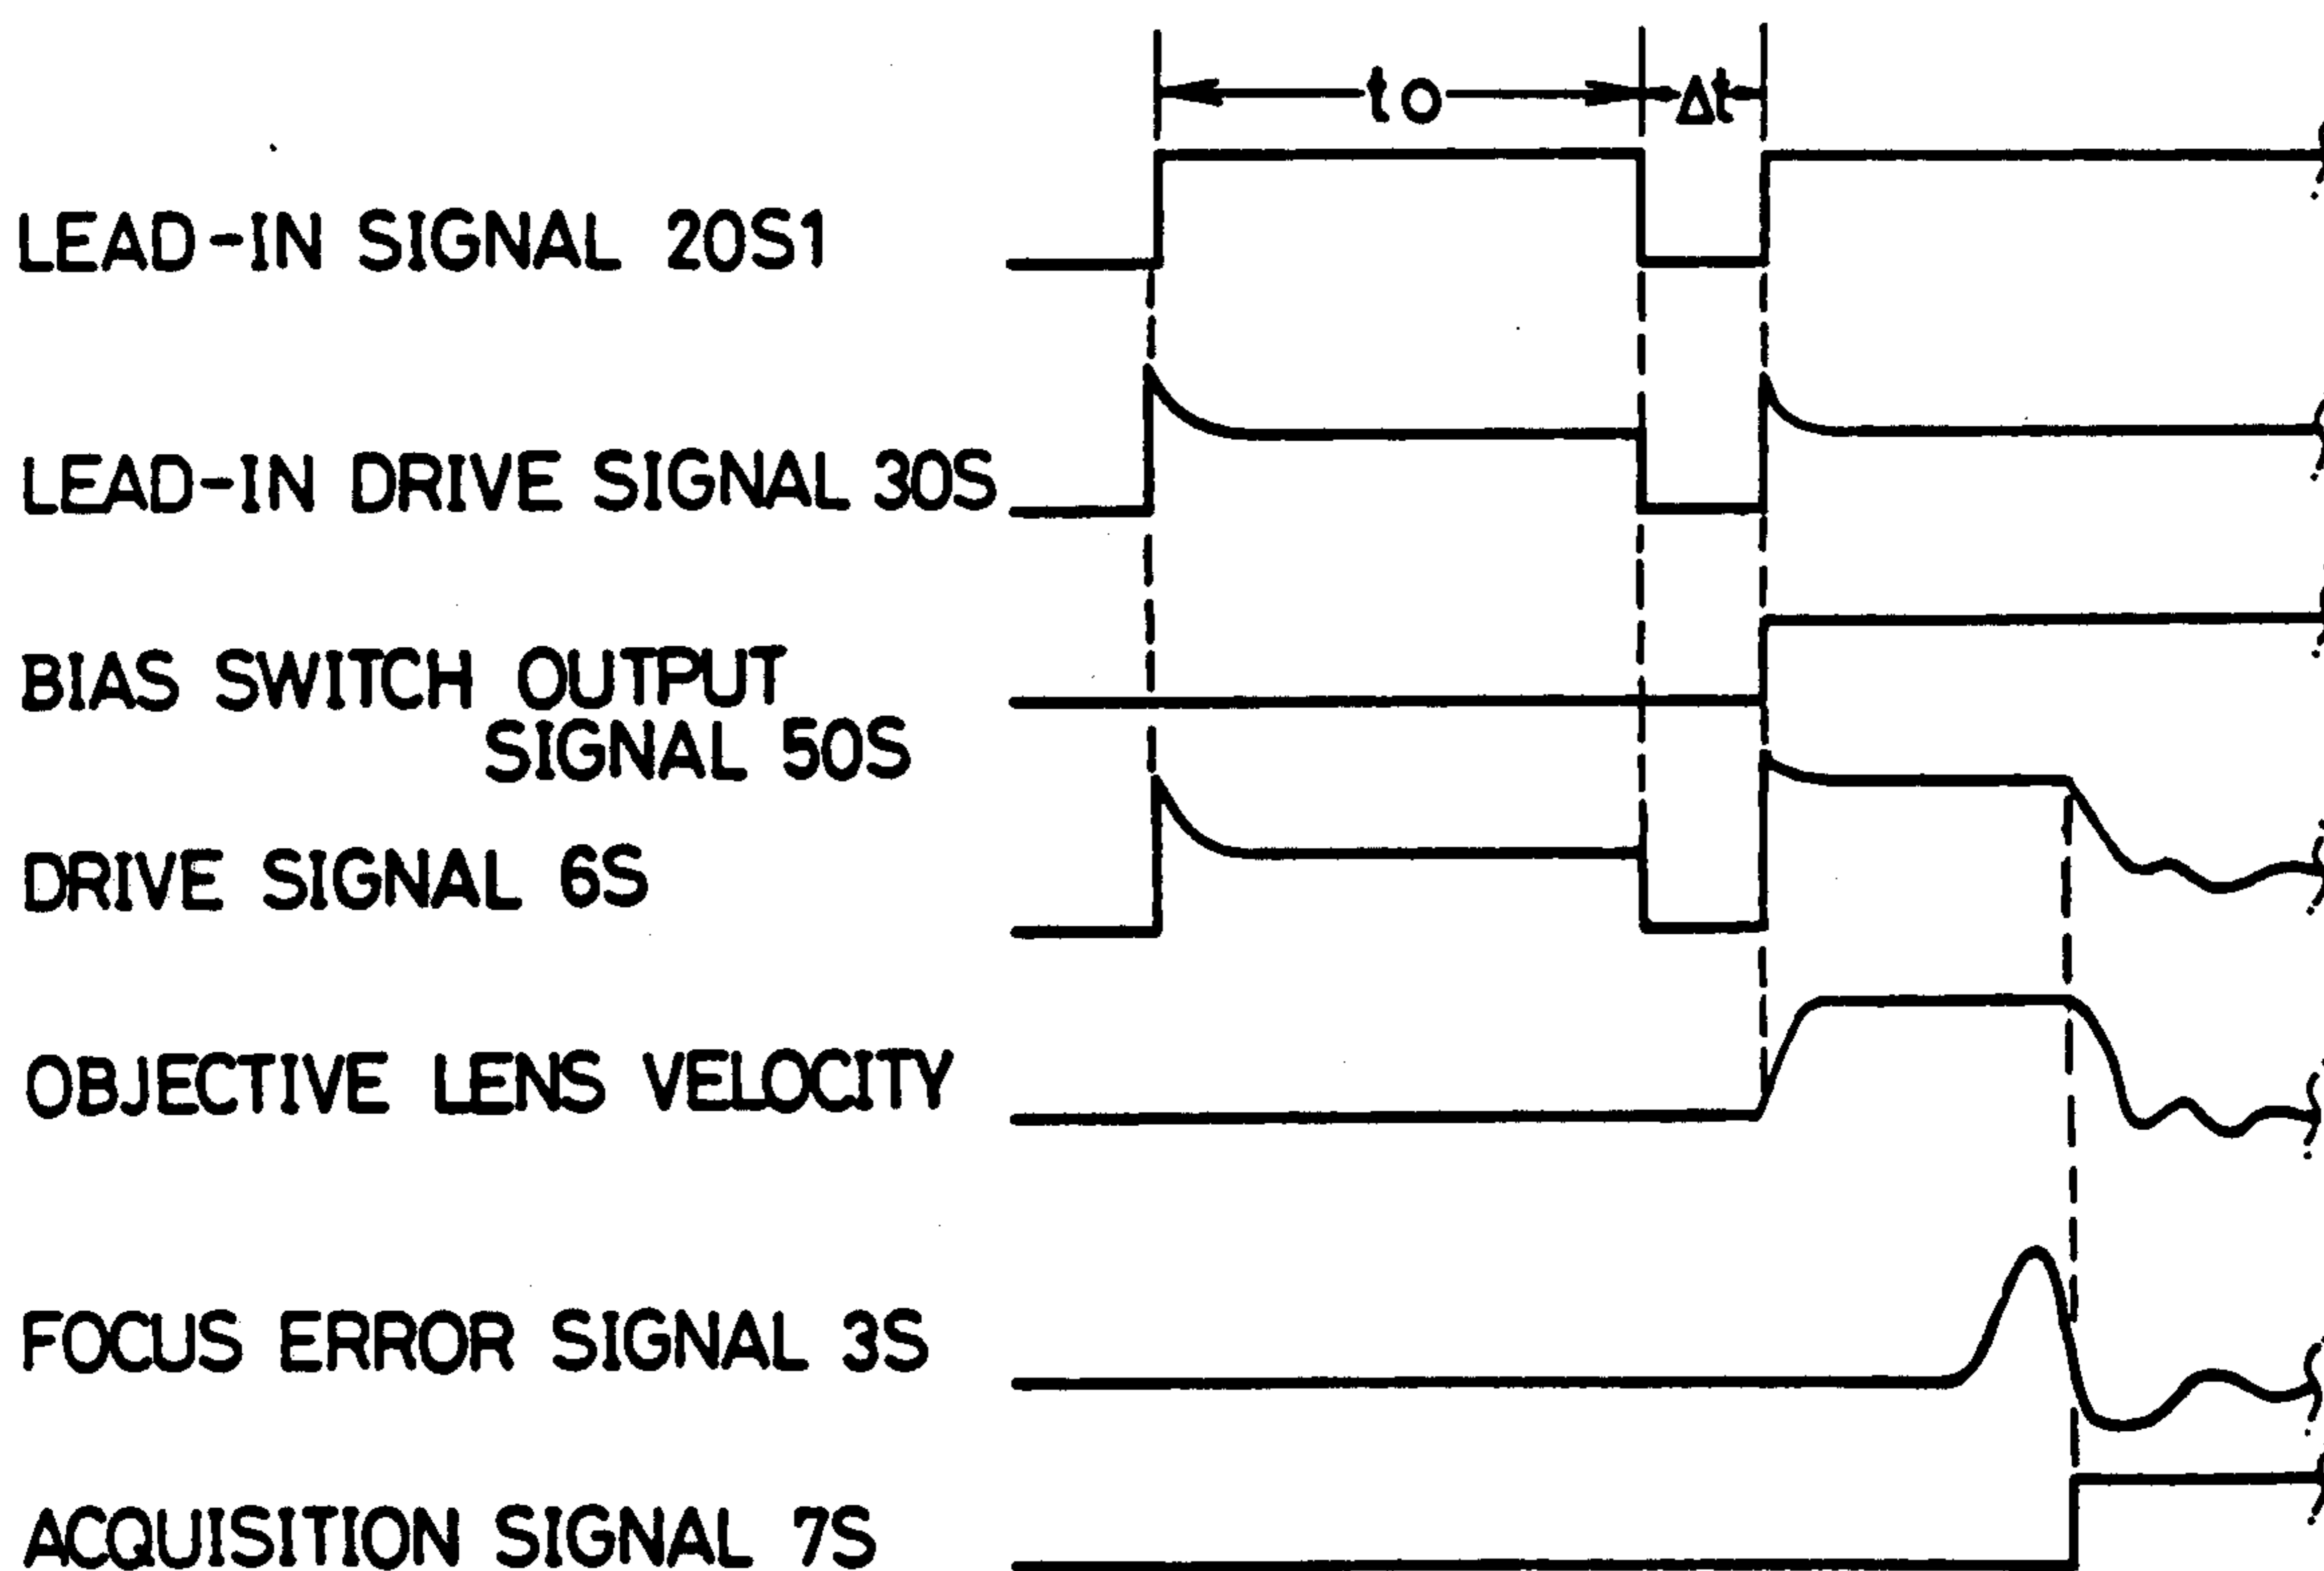 to Δt
LEAD-IN SIGNAL 20S1
LEAD-IN DRIVE SIGNAL 30S
BIAS SWITCH OUTPUT
SIGNAL 50S
DRIVE SIGNAL 6S
OBJECTIVE LENS VELOCITY
FOCUS ERROR SIGNAL 3S
ACQUISITION SIGNAL 7S